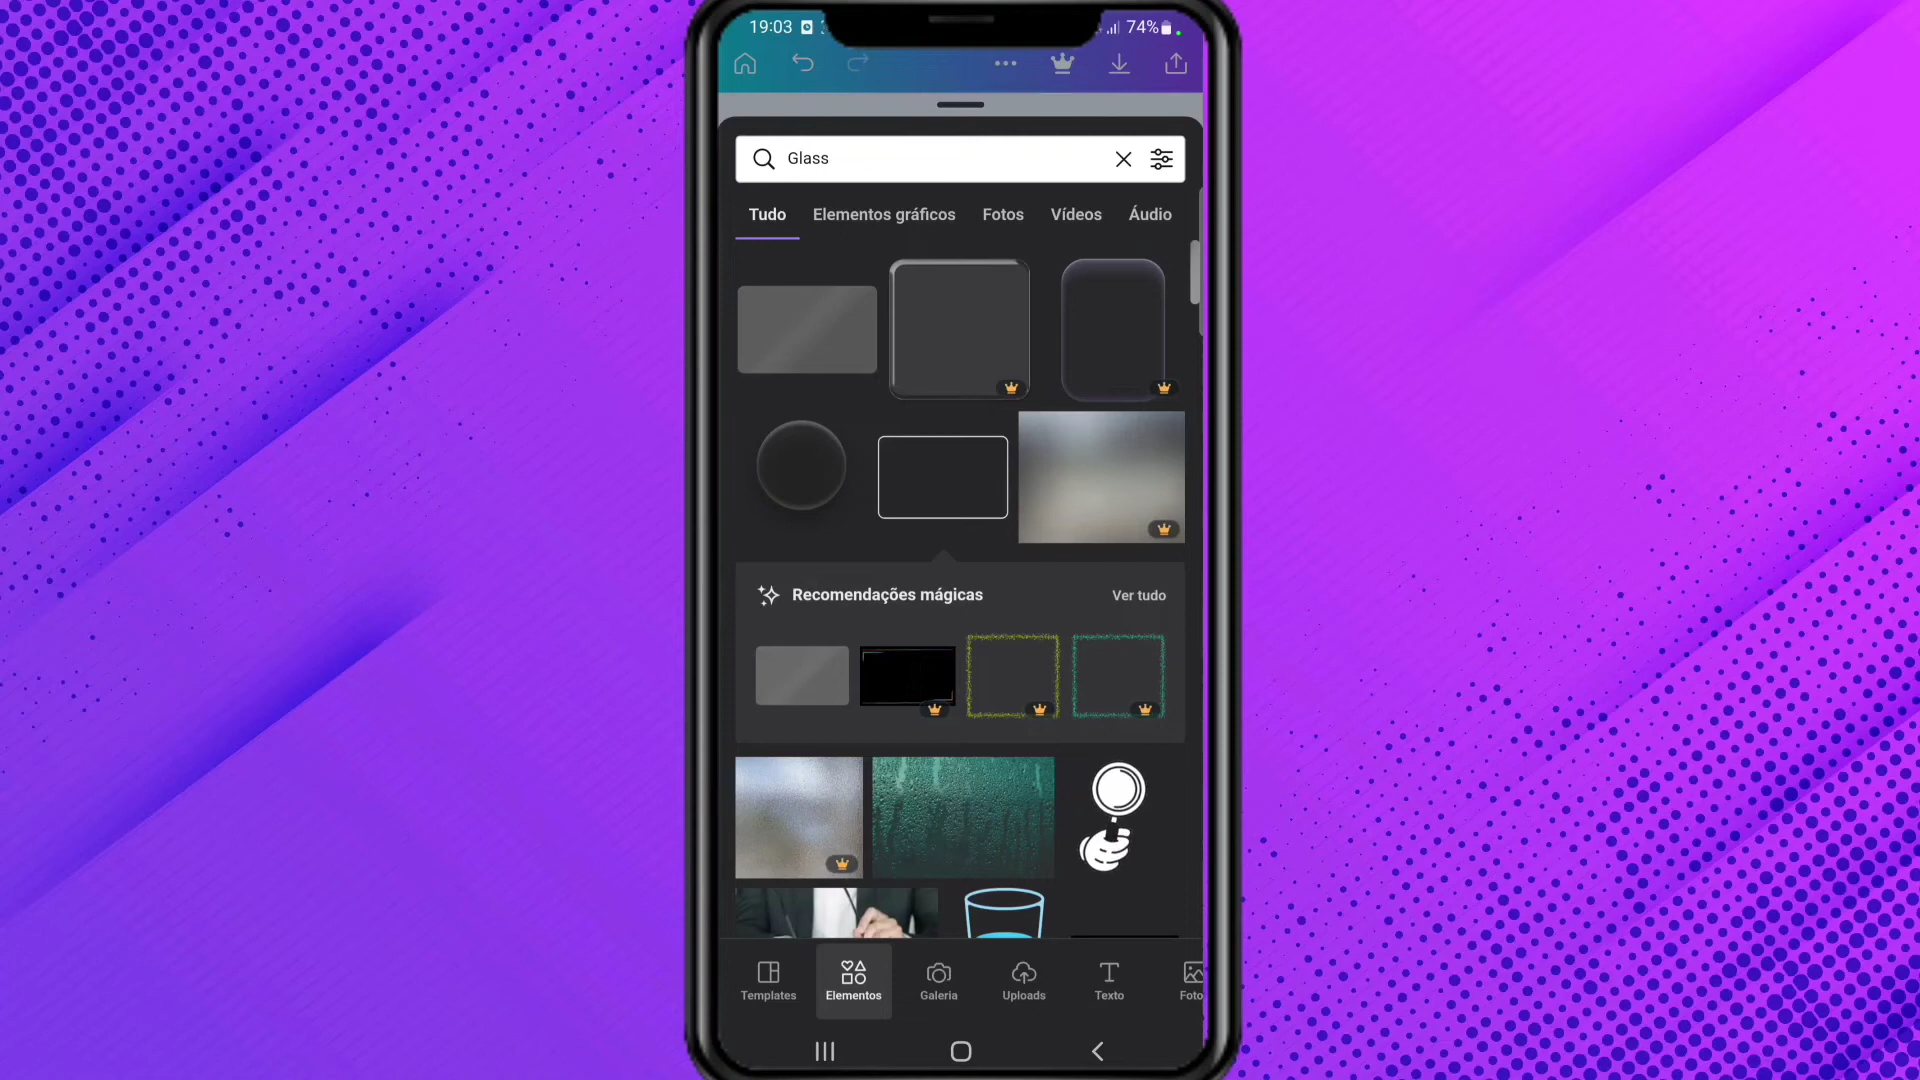 19:03
74%
Glass
Tudo
Elementos gráficos
Fotos
Vídeos
Áudio
Recomendações mágicas
Ver tudo
Templates
Elementos
Galeria
Uploads
Texto
Foto